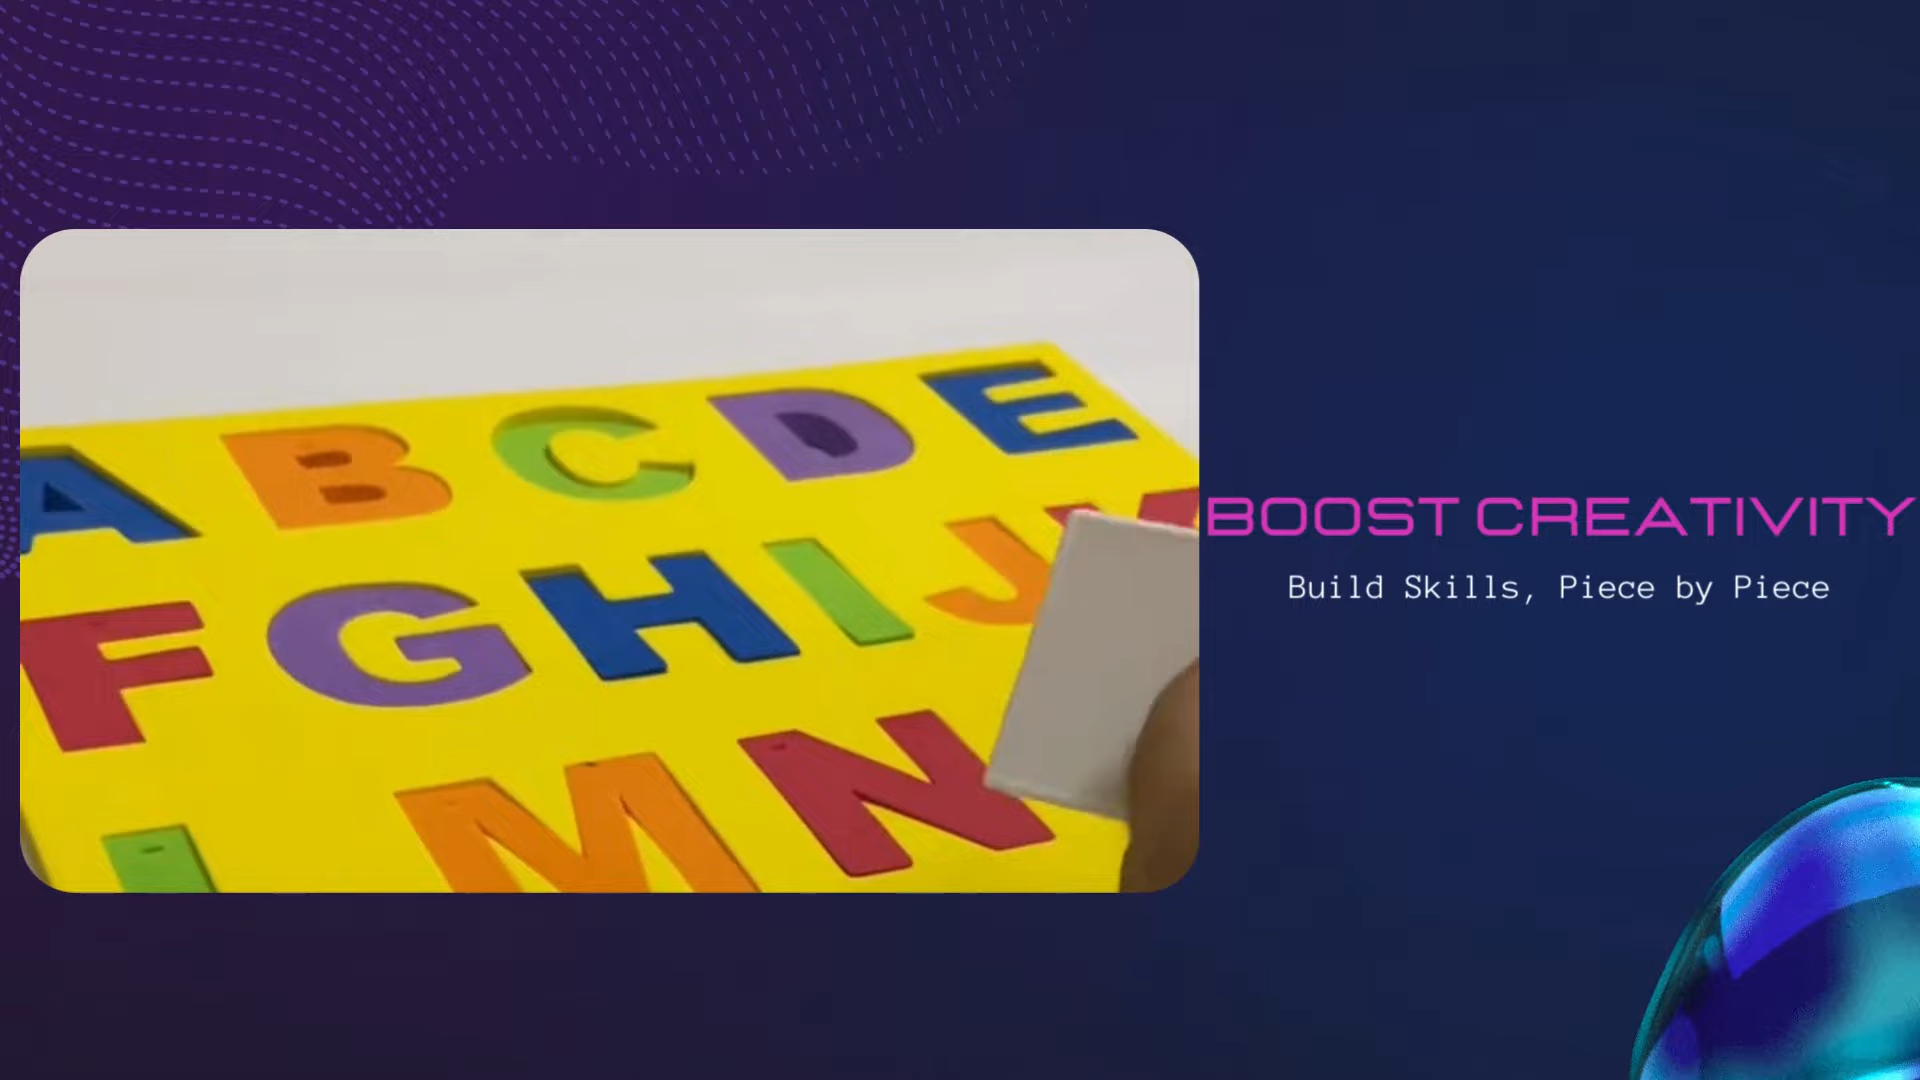 A B C D E
F G H I J
M N
BOOST CREATIVITY
Build Skills, Piece by Piece